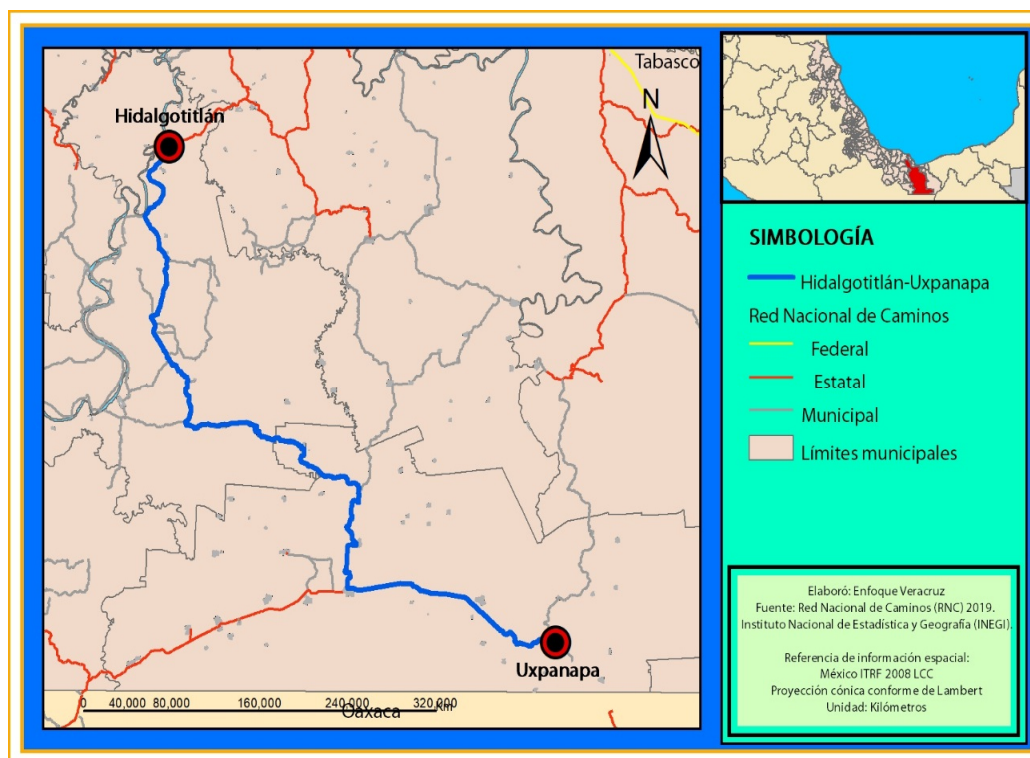 Tabasco
N
Hidalgotitlán
Uxpanapa
0 40,000 80,000 160,000 240,000 320,000 Km
Oaxaca
SIMBOLOGÍA
Hidalgotitlán-Uxpanapa
Red Nacional de Caminos
Federal
Estatal
Municipal
Límites municipales
Elaboró: Enfoque Veracruz
Fuente: Red Nacional de Caminos (RNC) 2019.
Instituto Nacional de Estadística y Geografía (INEGI).
Referencia de información espacial:
México ITRF 2008 LCC
Proyección cónica conforme de Lambert
Unidad: Kilómetros